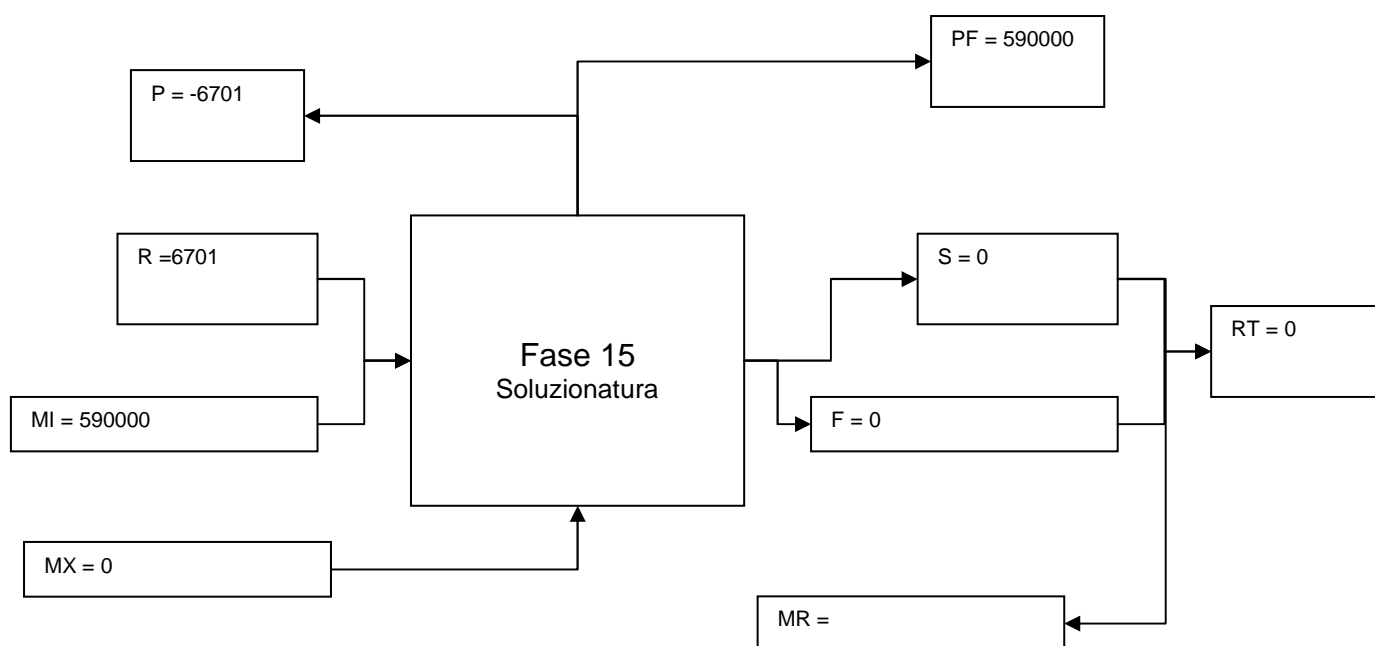 PF = 590000
P = -6701
R =6701
S = 0
RT = 0
Fase 15
Soluzionatura
MI = 590000
F = 0
MX = 0
MR =